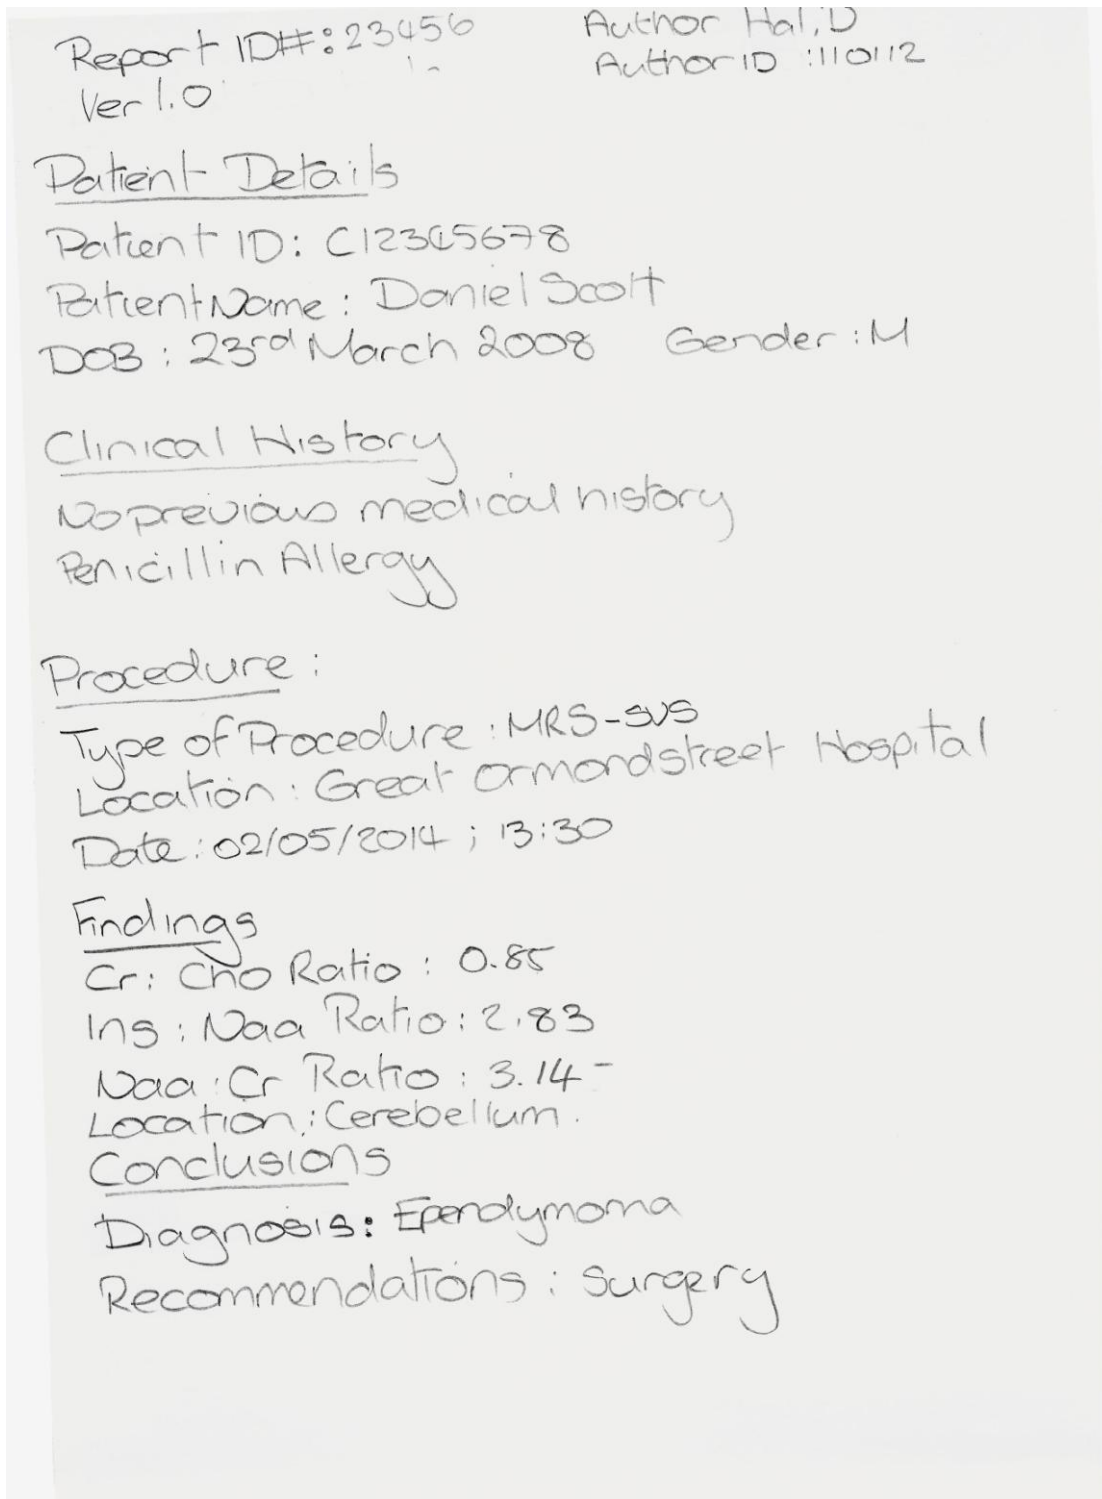 Report ID#: 23456
Author Hal, D
Author ID : 110112
Ver 1.0
Patient Details
Patient ID: C12345678
Patient Name : Daniel Scott
DOB : 23rd March 2008 Gender : M
Clinical History
No previous medical history
Penicillin Allergy
Procedure :
Type of Procedure : MRS-SVS
Location : Great Ormondstreet Hospital
Date : 02/05/2014 ; 13:30
Findings
Cr : Cho Ratio : 0.85
Ins : Naa Ratio : 2.83
Naa : Cr Ratio : 3.14 -
Location : Cerebellum.
Conclusions
Diagnosis : Ependymoma
Recommendations : Surgery